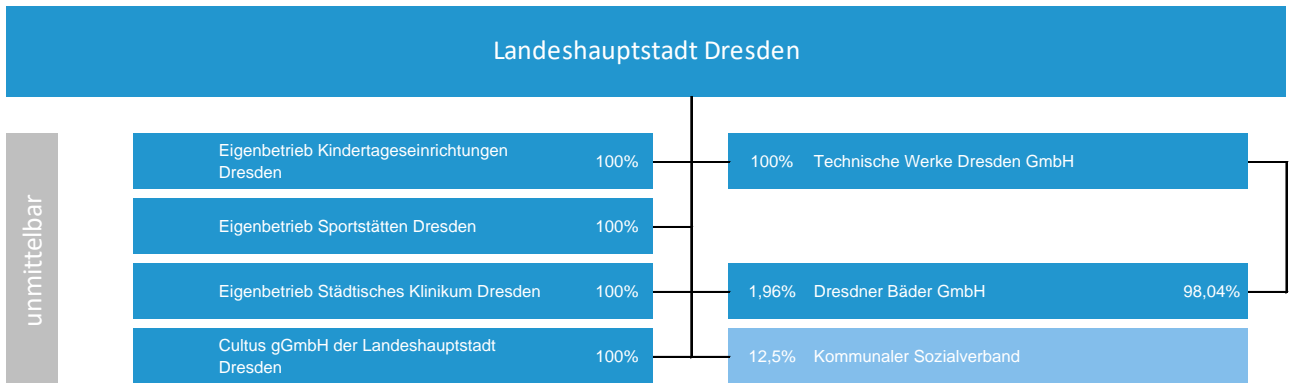 Landeshauptstadt Dresden
unmittelbar
Eigenbetrieb Kindertageseinrichtungen
Dresden
100%
100% Technische Werke Dresden GmbH
Eigenbetrieb Sportstätten Dresden 100%
Eigenbetrieb Städtisches Klinikum Dresden 100%
1,96% Dresdner Bäder GmbH 98,04%
Cultus gGmbH der Landeshauptstadt
Dresden
100%
12,5% Kommunaler Sozialverband